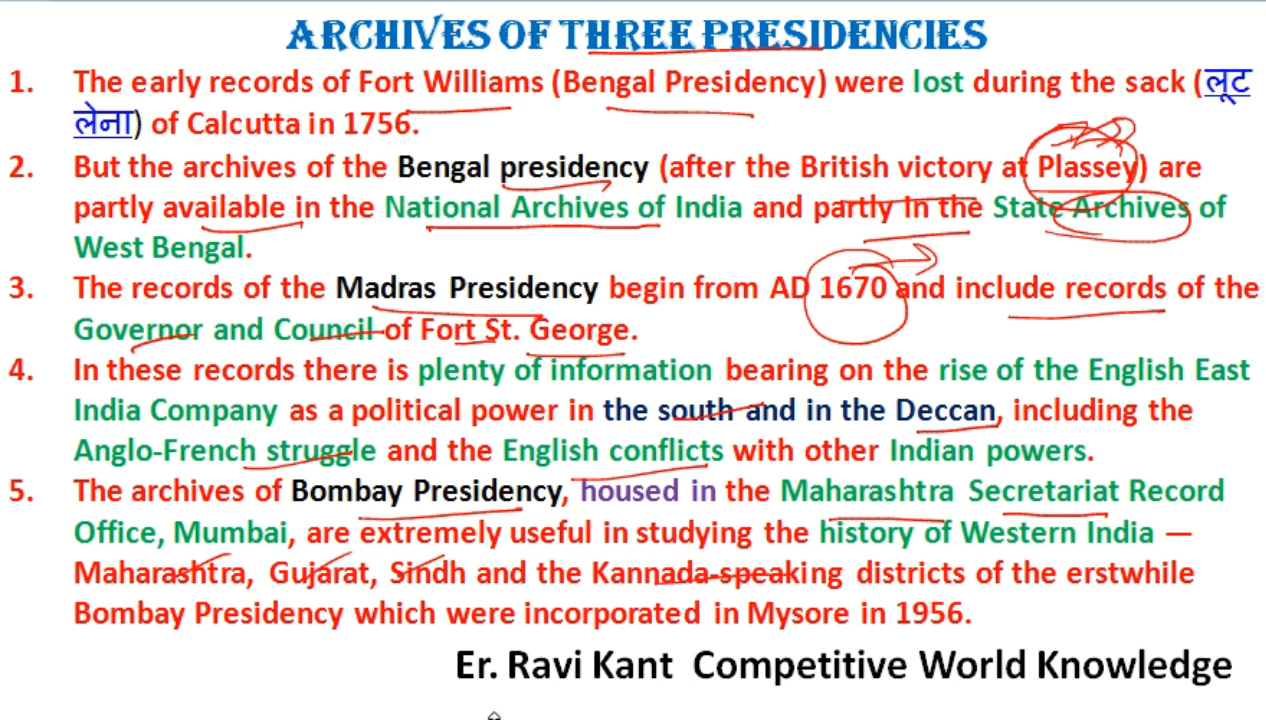 ARCHIVES OF THREE PRESIDENCIES
1. The early records of Fort Williams (Bengal Presidency) were lost during the sack (लूट
लेना) of Calcutta in 1756.
2. But the archives of the Bengal presidency (after the British victory at Plassey) are
partly available in the National Archives of India and partly in the State Archives of
West Bengal.
3. The records of the Madras Presidency begin from AD 1670 and include records of the
Governor and Council of Fort St. George.
4. In these records there is plenty of information bearing on the rise of the English East
India Company as a political power in the south and in the Deccan, including the
Anglo-French struggle and the English conflicts with other Indian powers.
5. The archives of Bombay Presidency, housed in the Maharashtra Secretariat Record
Office, Mumbai, are extremely useful in studying the history of Western India —
Maharashtra, Gujarat, Sindh and the Kannada-speaking districts of the erstwhile
Bombay Presidency which were incorporated in Mysore in 1956.
Er. Ravi Kant Competitive World Knowledge